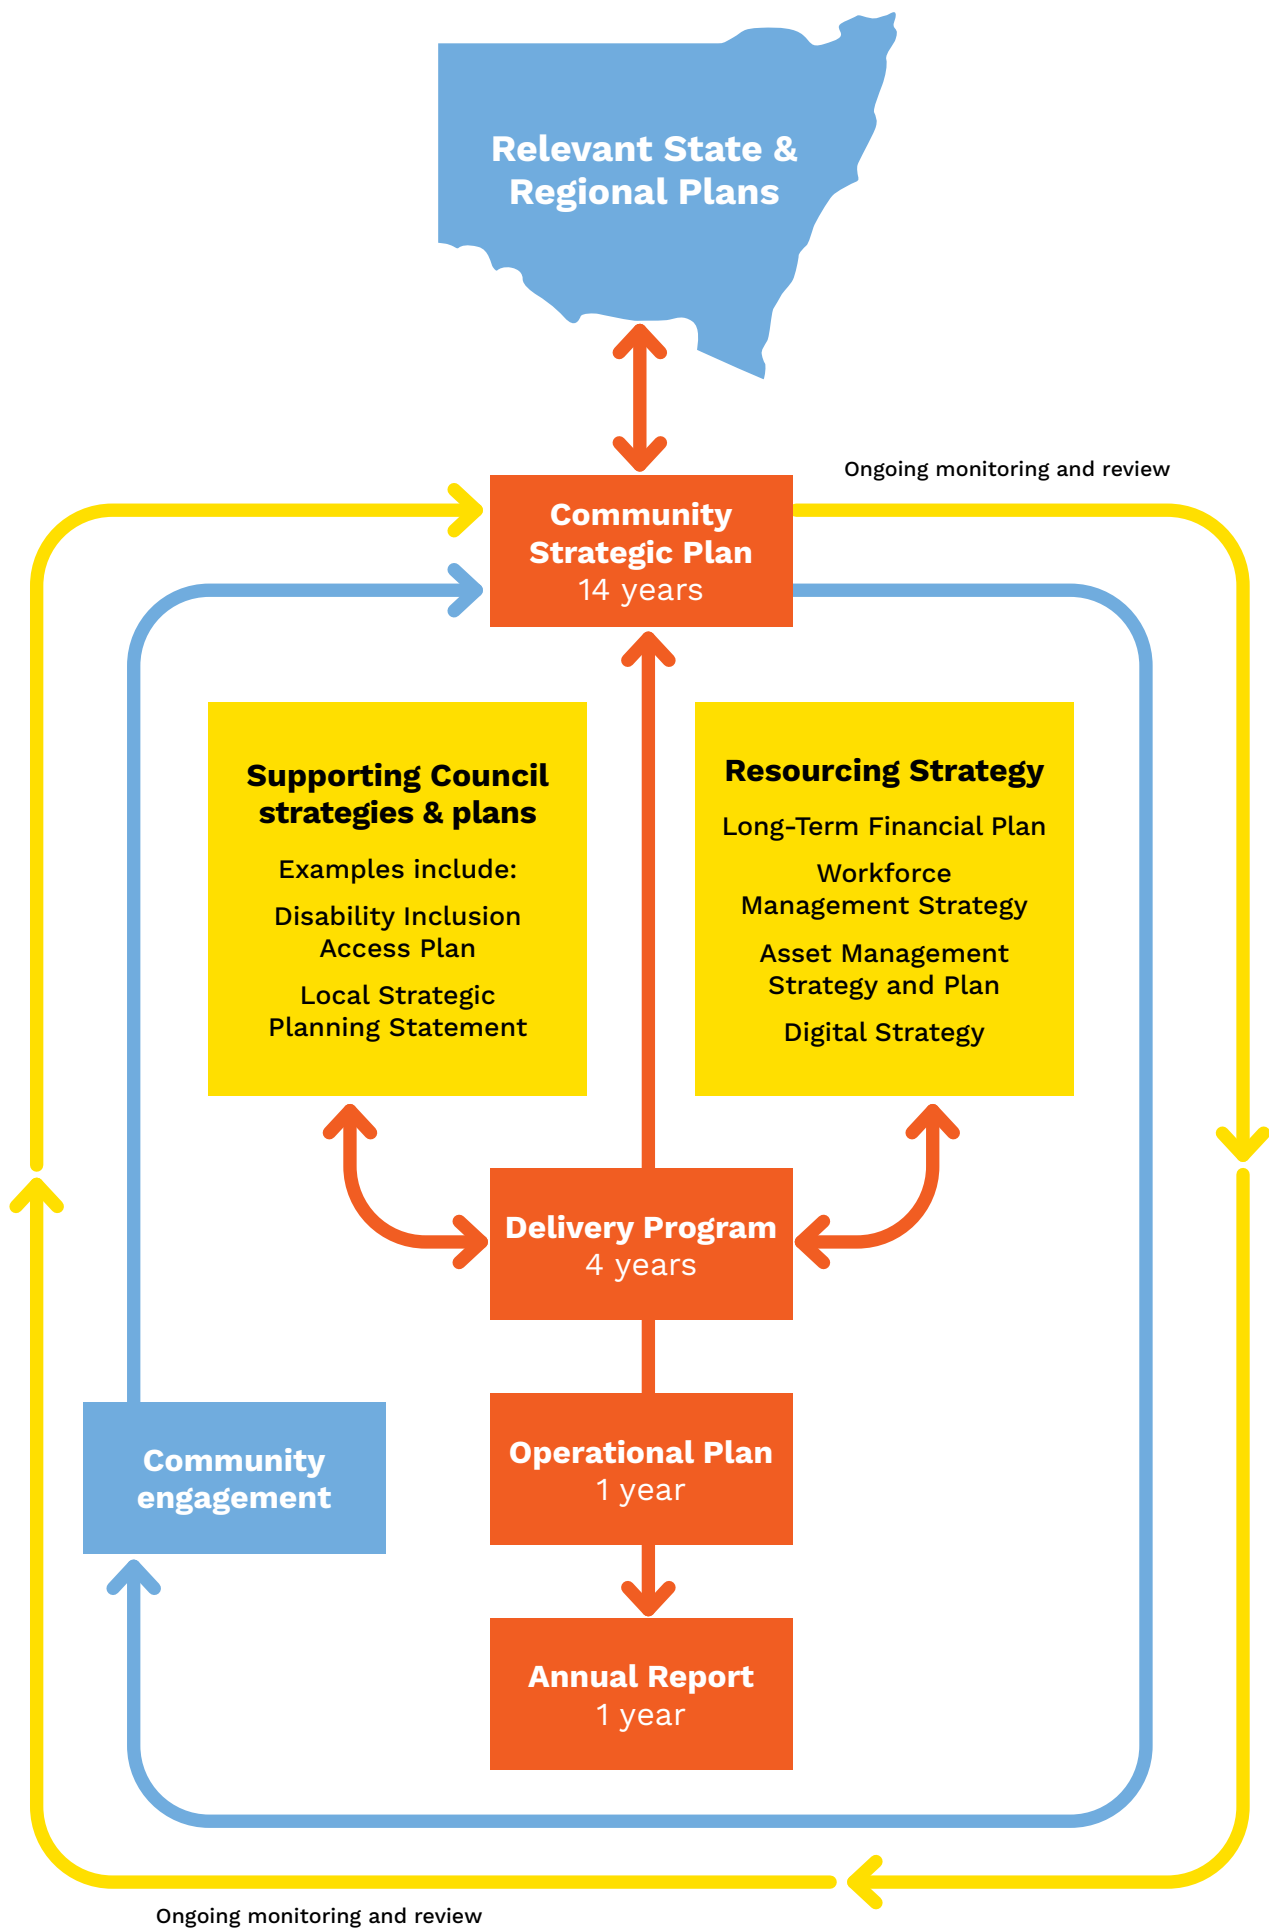 Relevant State &
Regional Plans
Ongoing monitoring and review
Community
Strategic Plan
14 years
Supporting Council
strategies & plans
Examples include:
Disability Inclusion
Access Plan
Local Strategic
Planning Statement
Resourcing Strategy
Long-Term Financial Plan
Workforce
Management Strategy
Asset Management
Strategy and Plan
Digital Strategy
Delivery Program
4 years
Community
engagement
Operational Plan
1 year
Annual Report
1 year
Ongoing monitoring and review